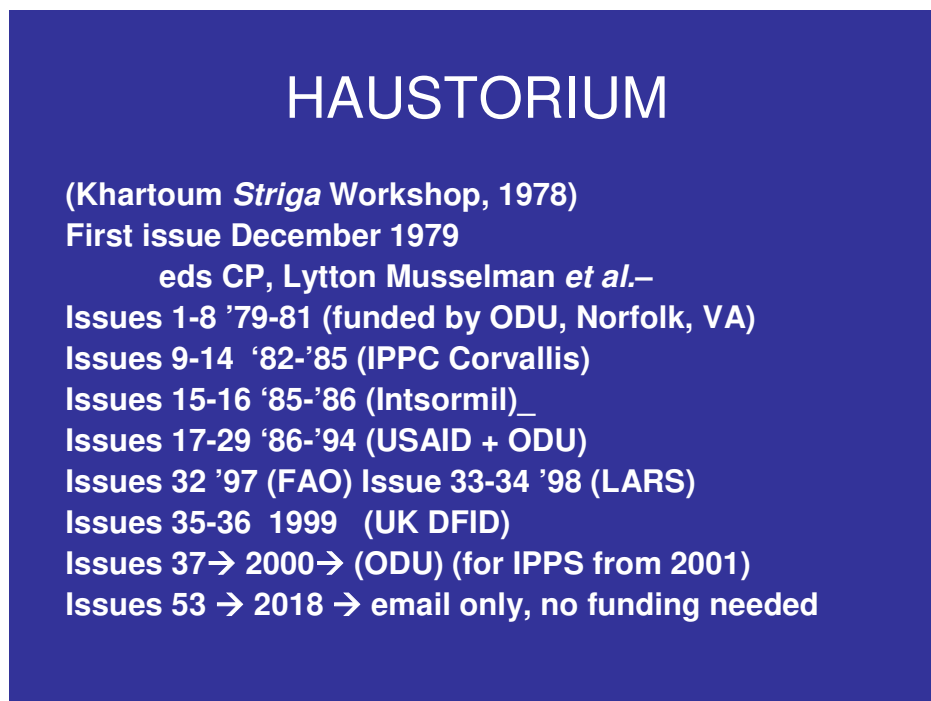 HAUSTORIUM
(Khartoum Striga Workshop, 1978)
First issue December 1979
eds CP, Lytton Musselman et al.–
Issues 1-8 ’79-81 (funded by ODU, Norfolk, VA)
Issues 9-14 ‘82-’85 (IPPC Corvallis)
Issues 15-16 ‘85-’86 (Intsormil)_
Issues 17-29 ‘86-’94 (USAID + ODU)
Issues 32 ’97 (FAO) Issue 33-34 ’98 (LARS)
Issues 35-36 1999 (UK DFID)
Issues 37→ 2000→ (ODU) (for IPPS from 2001)
Issues 53 → 2018 → email only, no funding needed